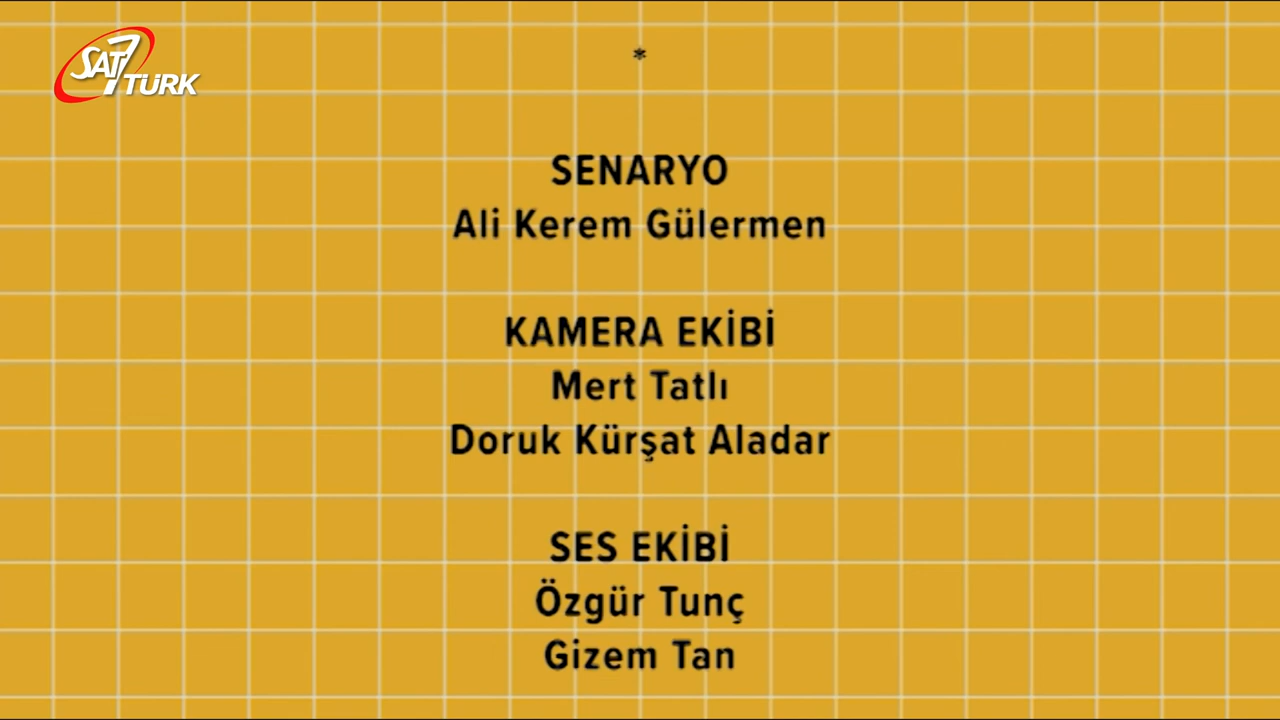 SAT7 TÜRK
*
SENARYO
Ali Kerem Gülermen
KAMERA EKİBİ
Mert Tatlı
Doruk Kürşat Aladar
SES EKİBİ
Özgür Tunç
Gizem Tan